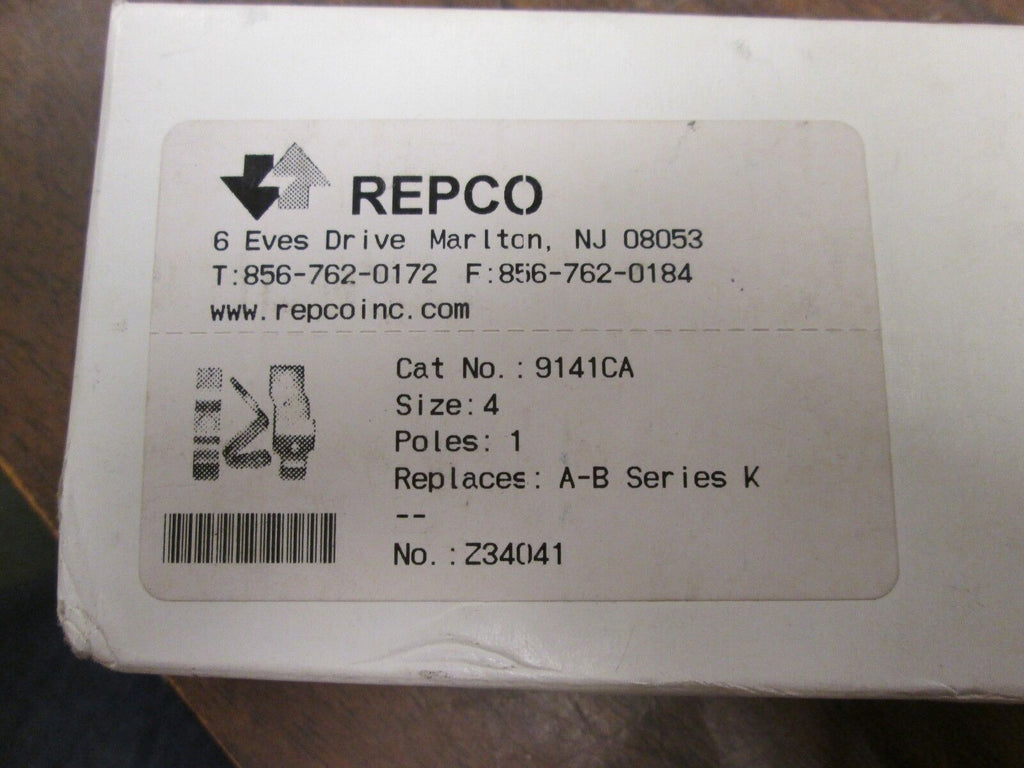 REPCO
6 Eves Drive Marlton, NJ 08053
T:856-762-0172 F:856-762-0184
www.repcoinc.com
Cat No.: 9141CA
Size: 4
Poles: 1
Replaces: A-B Series K
--
No.: Z34041